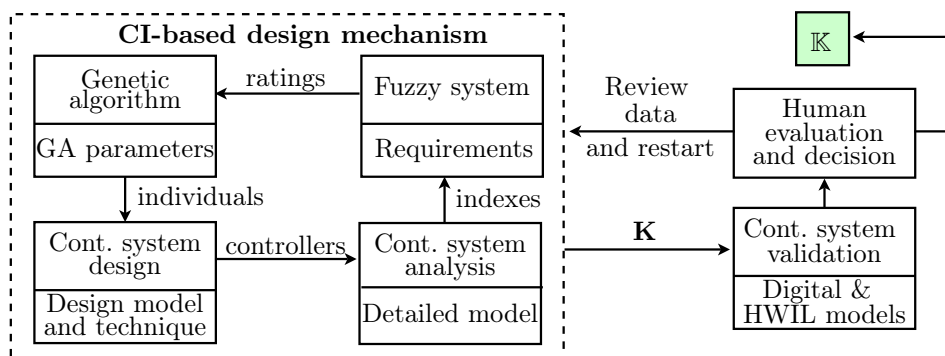 CI-based design mechanism
Genetic
algorithm
GA parameters
ratings
Fuzzy system
Requirements
individuals
indexes
Cont. system
design
Design model
and technique
controllers
Cont. system
analysis
Detailed model
𝕂
Review
data
and restart
Human
evaluation
and decision
K
Cont. system
validation
Digital &
HWIL models